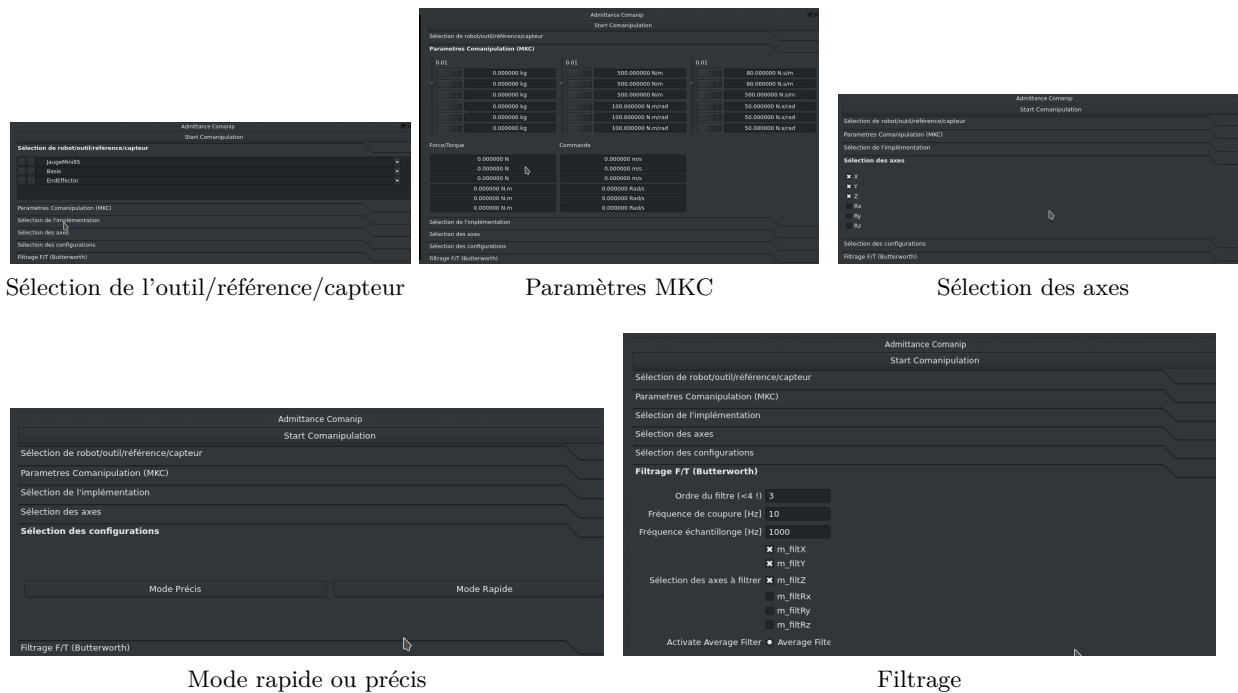 Admittance Comanip
Start Comanipulation
Sélection de robot/outil/référence/capteur
JaugeMini85
Basis
EndEffector
Parametres Comanipulation (MKC)
Sélection de l'implémentation
Sélection des axes
Sélection des configurations
Filtrage F/T (Butterworth)
Sélection de l'outil/référence/capteur
Admittance Comanip
Start Comanipulation
Sélection de robot/outil/référence/capteur
Parametres Comanipulation (MKC)
0.01 0.01 0.01
0.000000 kg 500.000000 N/m 80.000000 N.s/m
0.000000 kg 500.000000 N/m 80.000000 N.s/m
0.000000 kg 500.000000 N/m 500.000000 N.s/m
0.000000 kg 100.000000 N.m/rad 50.000000 N.s/rad
0.000000 kg 100.000000 N.m/rad 50.000000 N.s/rad
0.000000 kg 100.000000 N.m/rad 50.000000 N.s/rad
Force/Torque Commande
0.000000 N 0.000000 m/s
0.000000 N 0.000000 m/s
0.000000 N 0.000000 m/s
0.000000 N.m 0.000000 Rad/s
0.000000 N.m 0.000000 Rad/s
0.000000 N.m 0.000000 Rad/s
Sélection de l'implémentation
Sélection des axes
Sélection des configurations
Filtrage F/T (Butterworth)
Paramètres MKC
Admittance Comanip
Start Comanipulation
Sélection de robot/outil/référence/capteur
Parametres Comanipulation (MKC)
Sélection de l'implémentation
Sélection des axes
X
Y
Z
Rx
Ry
Rz
Sélection des configurations
Filtrage F/T (Butterworth)
Sélection des axes
Admittance Comanip
Start Comanipulation
Sélection de robot/outil/référence/capteur
Parametres Comanipulation (MKC)
Sélection de l'implémentation
Sélection des axes
Sélection des configurations
Mode Précis Mode Rapide
Filtrage F/T (Butterworth)
Mode rapide ou précis
Admittance Comanip
Start Comanipulation
Sélection de robot/outil/référence/capteur
Parametres Comanipulation (MKC)
Sélection de l'implémentation
Sélection des axes
Sélection des configurations
Filtrage F/T (Butterworth)
Ordre du filtre (<4 !) 3
Fréquence de coupure [Hz] 10
Fréquence échantillonge [Hz] 1000
m_filtX
m_filtY
Sélection des axes à filtrer m_filtZ
m_filtRx
m_filtRy
m_filtRz
Activate Average Filter Average Filte
Filtrage